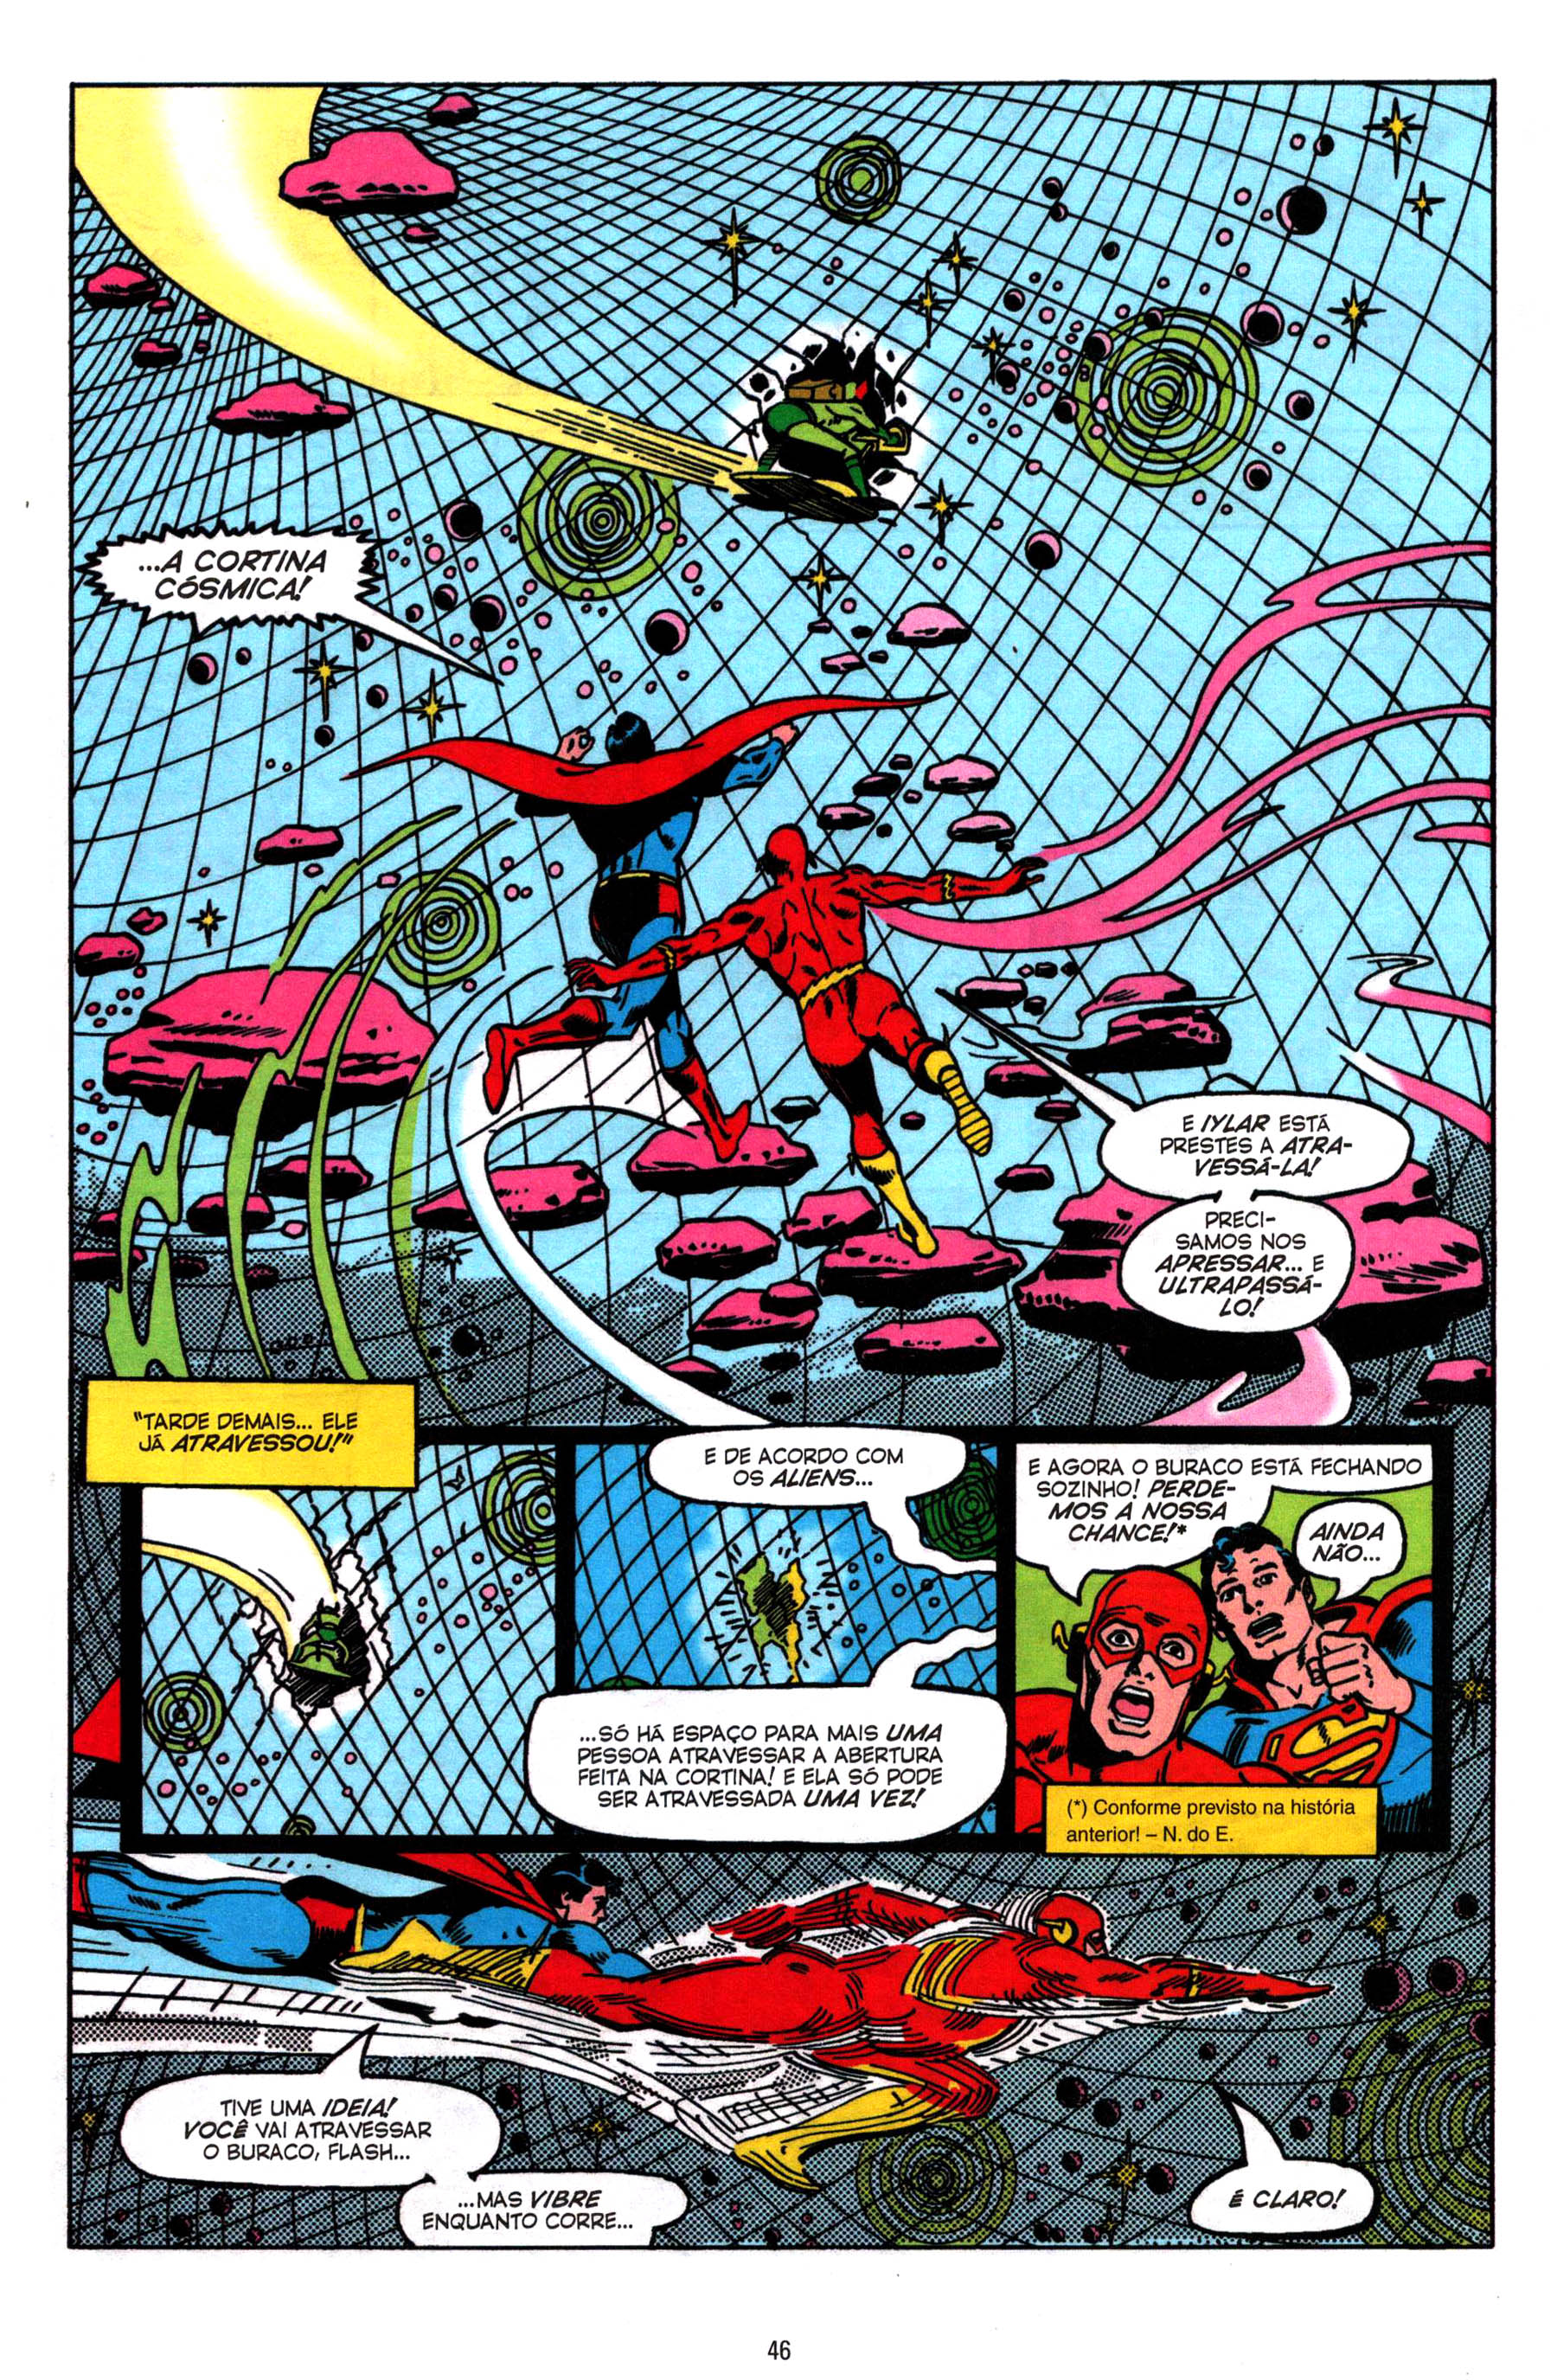 ...A CORTINA
CÓSMICA!
E IYLAR ESTÁ
PRESTES A ATRA-
VESSÁ-LA!
PRECI-
SAMOS NOS
APRESSAR... E
ULTRAPASSÁ-
LO!
"TARDE DEMAIS... ELE
JÁ ATRAVESSOU!"
E DE ACORDO COM
OS ALIENS...
...SÓ HÁ ESPAÇO PARA MAIS UMA
PESSOA ATRAVESSAR A ABERTURA
FEITA NA CORTINA! E ELA SÓ PODE
SER ATRAVESSADA UMA VEZ!
E AGORA O BURACO ESTÁ FECHANDO
SOZINHO! PERDE-
MOS A NOSSA
CHANCE!*
AINDA
NÃO...
(*) Conforme previsto na história
anterior! – N. do E.
TIVE UMA IDEIA!
VOCÊ VAI ATRAVESSAR
O BURACO, FLASH...
...MAS VIBRE
ENQUANTO CORRE...
É CLARO!
46